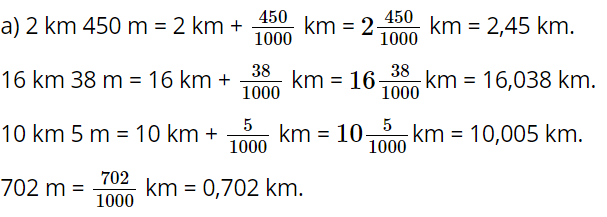 a) 2 km 450 m = 2 km + 450/1000 km = 2 450/1000 km = 2,45 km.
16 km 38 m = 16 km + 38/1000 km = 16 38/1000 km = 16,038 km.
10 km 5 m = 10 km + 5/1000 km = 10 5/1000 km = 10,005 km.
702 m = 702/1000 km = 0,702 km.